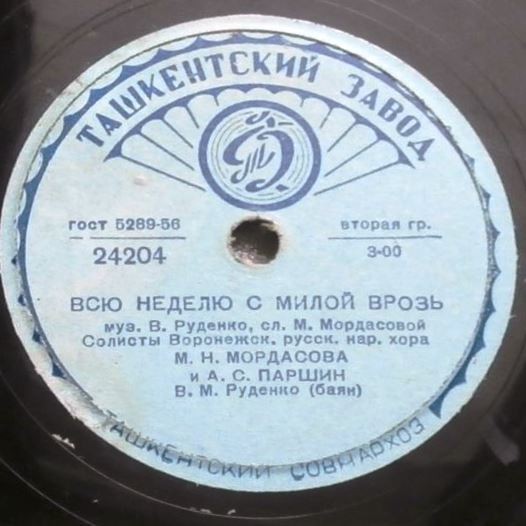 ТАШКЕНТСКИЙ ЗАВОД
гост 5289-56
вторая гр.
24204
3-00
ВСЮ НЕДЕЛЮ С МИЛОЙ ВРОЗЬ
муз. В. Руденко, сл. М. Мордасовой
Солисты Воронежск. русск. нар. хора
М. Н. МОРДАСОВА
и А. С. ПАРШИН
В. М. Руденко (баян)
ТАШКЕНТСКИЙ СОВНАРХОЗ